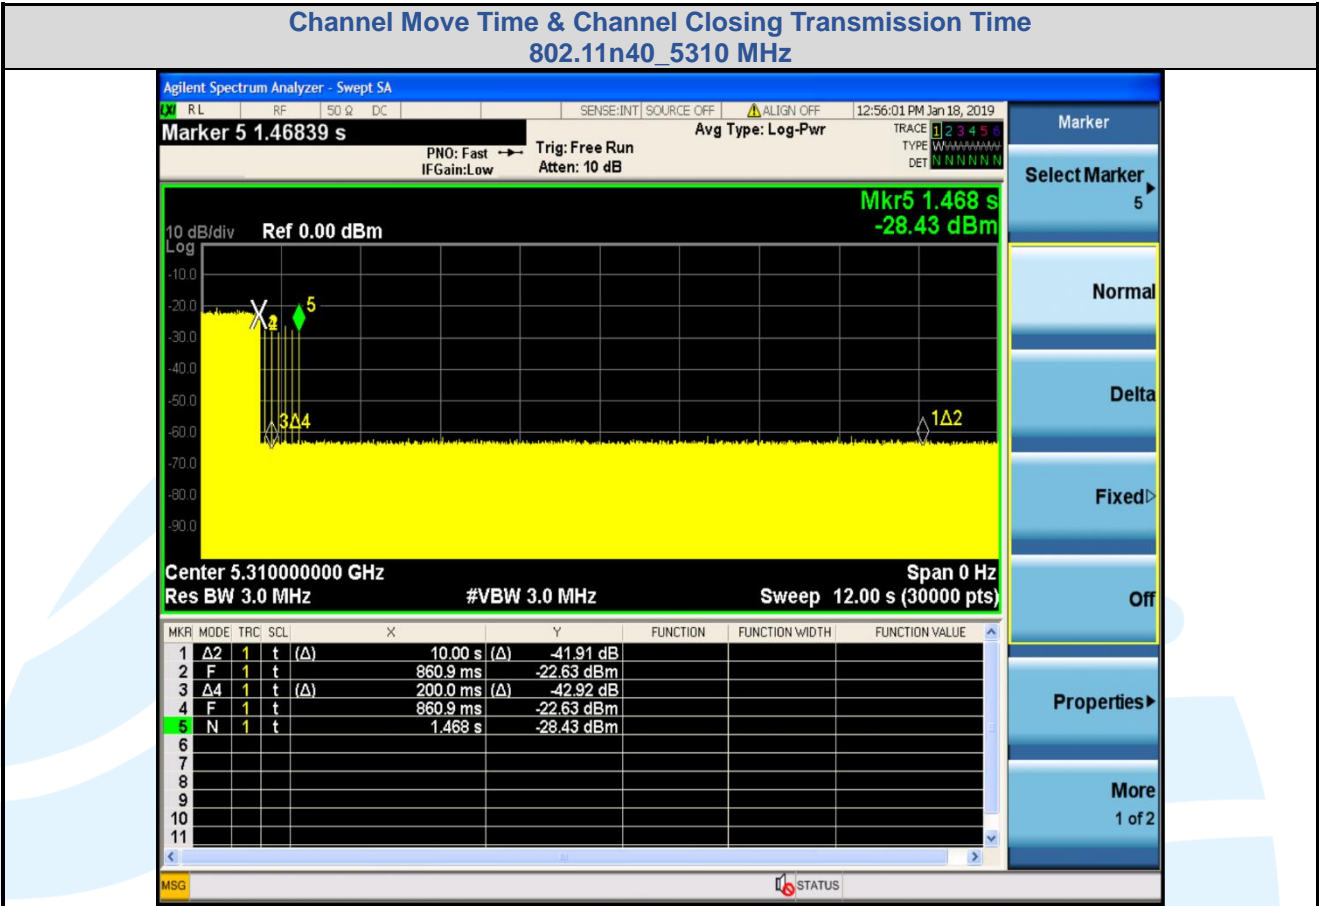 Channel Move Time & Channel Closing Transmission Time
802.11n40_5310 MHz
Agilent Spectrum Analyzer - Swept SA
LXI RL RF 50 Ω DC SENSE:INT SOURCE OFF ALIGN OFF 12:56:01 PM Jan 18, 2019
Marker 5 1.46839 s
PNO: Fast
IFGain:Low
Trig: Free Run
Atten: 10 dB
Avg Type: Log-Pwr
TRACE 1 2 3 4 5 6
TYPE WWWWWW
DET N N N N N N
Mkr5 1.468 s
-28.43 dBm
10 dB/div Ref 0.00 dBm
Log
-10.0
-20.0
-30.0
-40.0
-50.0
-60.0
-70.0
-80.0
-90.0
2
5
3Δ4
1Δ2
Center 5.310000000 GHz Span 0 Hz
Res BW 3.0 MHz #VBW 3.0 MHz Sweep 12.00 s (30000 pts)
MKR MODE TRC SCL X Y FUNCTION FUNCTION WIDTH FUNCTION VALUE
1 Δ2 1 t (Δ) 10.00 s (Δ) -41.91 dB
2 F 1 t 860.9 ms -22.63 dBm
3 Δ4 1 t (Δ) 200.0 ms (Δ) -42.92 dB
4 F 1 t 860.9 ms -22.63 dBm
5 N 1 t 1.468 s -28.43 dBm
6
7
8
9
10
11
MSG STATUS
Marker
Select Marker
5
Normal
Delta
Fixed
Off
Properties
More
1 of 2